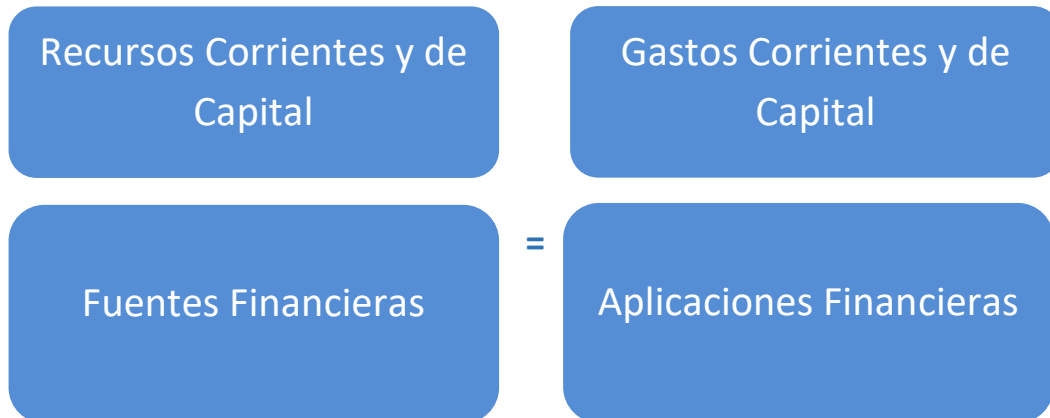 Recursos Corrientes y de
Capital
Gastos Corrientes y de
Capital
Fuentes Financieras
=
Aplicaciones Financieras